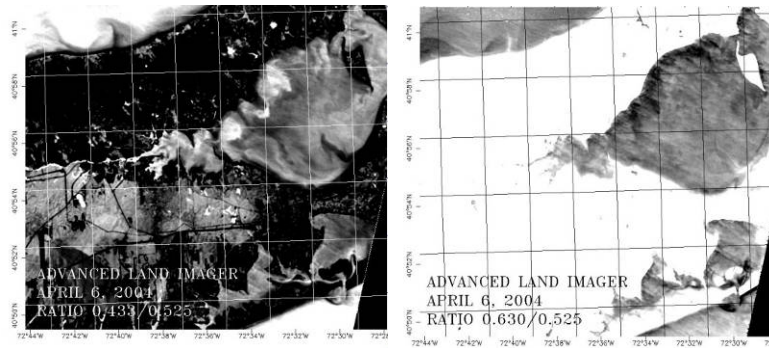 41°N
40°58'N
40°56'N
40°54'N
40°52'N
40°50'N
ADVANCED LAND IMAGER
APRIL 6, 2004
RATIO 0.433/0.525
72°44'W 72°42'W 72°40'W 72°38'W 72°36'W 72°34'W 72°32'W 72°30'W
41°N
40°58'N
40°56'N
40°54'N
40°52'N
40°50'N
ADVANCED LAND IMAGER
APRIL 6, 2004
RATIO 0.630/0.525
72°44'W 72°42'W 72°40'W 72°38'W 72°36'W 72°34'W 72°32'W 72°30'W